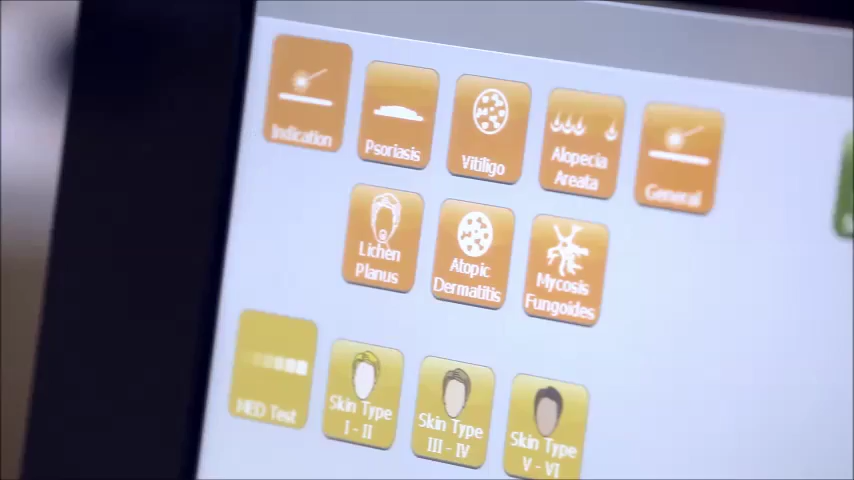 Indication
Psoriasis
Vitiligo
Alopecia
Areata
General
Lichen
Planus
Atopic
Dermatitis
Mycosis
Fungoides
MED Test
Skin Type
I - II
Skin Type
III - IV
Skin Type
V - VI